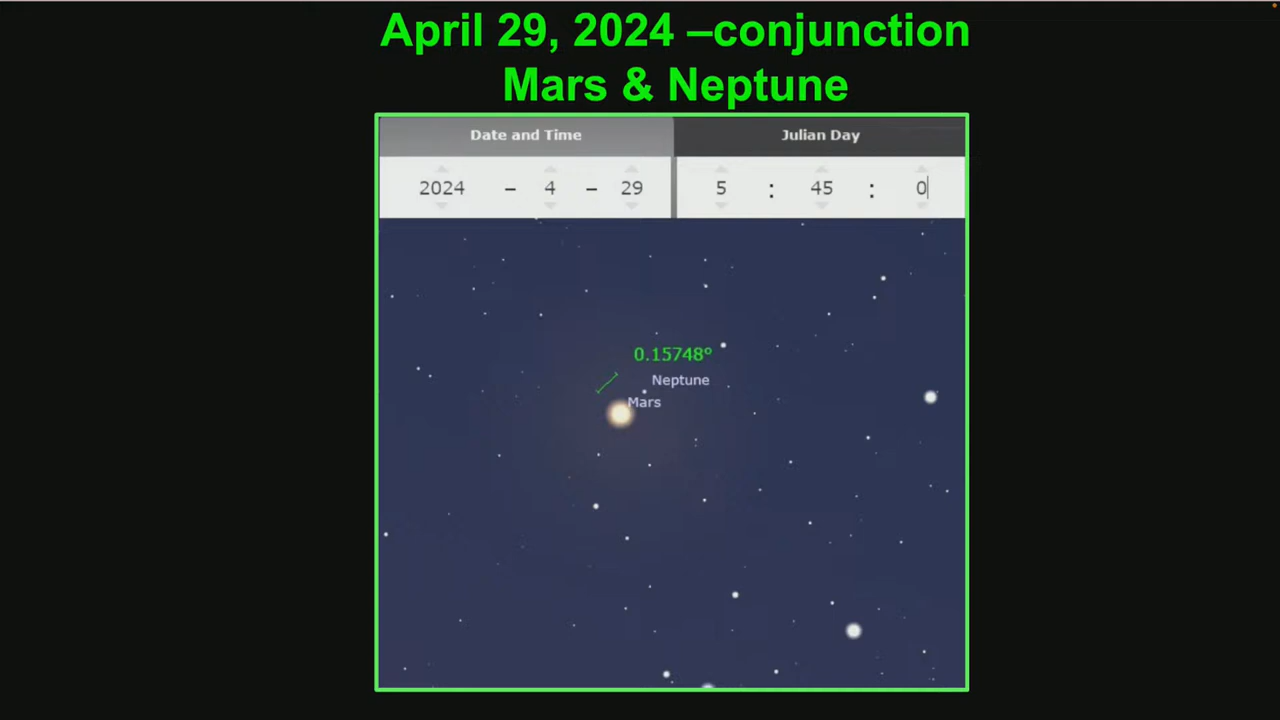 April 29, 2024 –conjunction
Mars & Neptune
Date and Time Julian Day
2024 – 4 – 29 5 : 45 : 0
0.15748°
Neptune
Mars